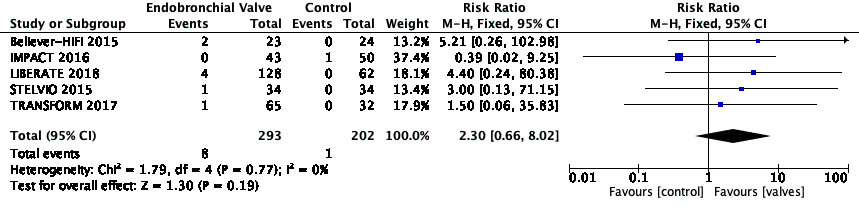 Endobronchial Valve Control Risk Ratio Risk Ratio
Study or Subgroup Events Total Events Total Weight M-H, Fixed, 95% CI M-H, Fixed, 95% CI
Bellever-HIFI 2015 2 23 0 24 13.2% 5.21 [0.26, 102.98]
IMPACT 2016 0 43 1 50 37.4% 0.39 [0.02, 9.25]
LIBERATE 2018 4 128 0 62 18.1% 4.40 [0.24, 80.38]
STELVIO 2015 1 34 0 34 13.2% 3.00 [0.13, 71.15]
TRANSFORM 2017 1 65 0 32 17.9% 1.50 [0.06, 35.83]
Total (95% CI) 293 202 100.0% 2.30 [0.66, 8.02]
Total events 8 1
Heterogeneity: Chi² = 1.79, df = 4 (P = 0.77); I² = 0%
Test for overall effect: Z = 1.30 (P = 0.19)
0.01 0.1 1 10 100
Favours [control] Favours [valves]